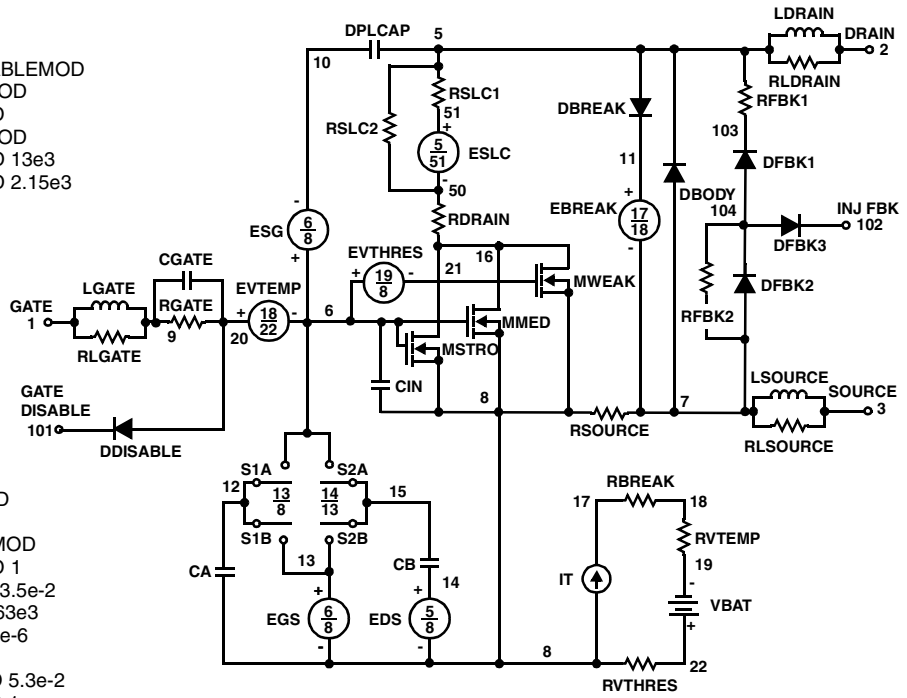 ABLEMOD
OD
D
OD
D 13e3
D 2.15e3
LDRAIN
DRAIN
2
RLDRAIN
DPLCAP
5
10
RSLC1
51
+
RSLC2
5
51
ESLC
-
50
RDRAIN
DBREAK
11
+
EBREAK
17
18
-
DBODY
RFBK1
103
DFBK1
104
INJ FBK
102
DFBK3
DFBK2
RFBK2
-
ESG
6
8
+
EVTHRES
+
19
8
-
21
16
MWEAK
MMED
MSTRO
CGATE
LGATE
GATE
1
RGATE
9
RLGATE
EVTEMP
+
18
22
-
20
6
CIN
8
RSOURCE
7
LSOURCE
SOURCE
3
RLSOURCE
GATE
DISABLE
101
DDISABLE
S1A
S2A
12
13
8
14
13
15
S1B
S2B
13
CA
CB
14
+
EGS
6
8
-
+
EDS
5
8
-
8
RBREAK
17
18
RVTEMP
19
IT
-
VBAT
+
22
RVTHRES
D
MOD
D 1
3.5e-2
63e3
e-6
D 5.3e-2